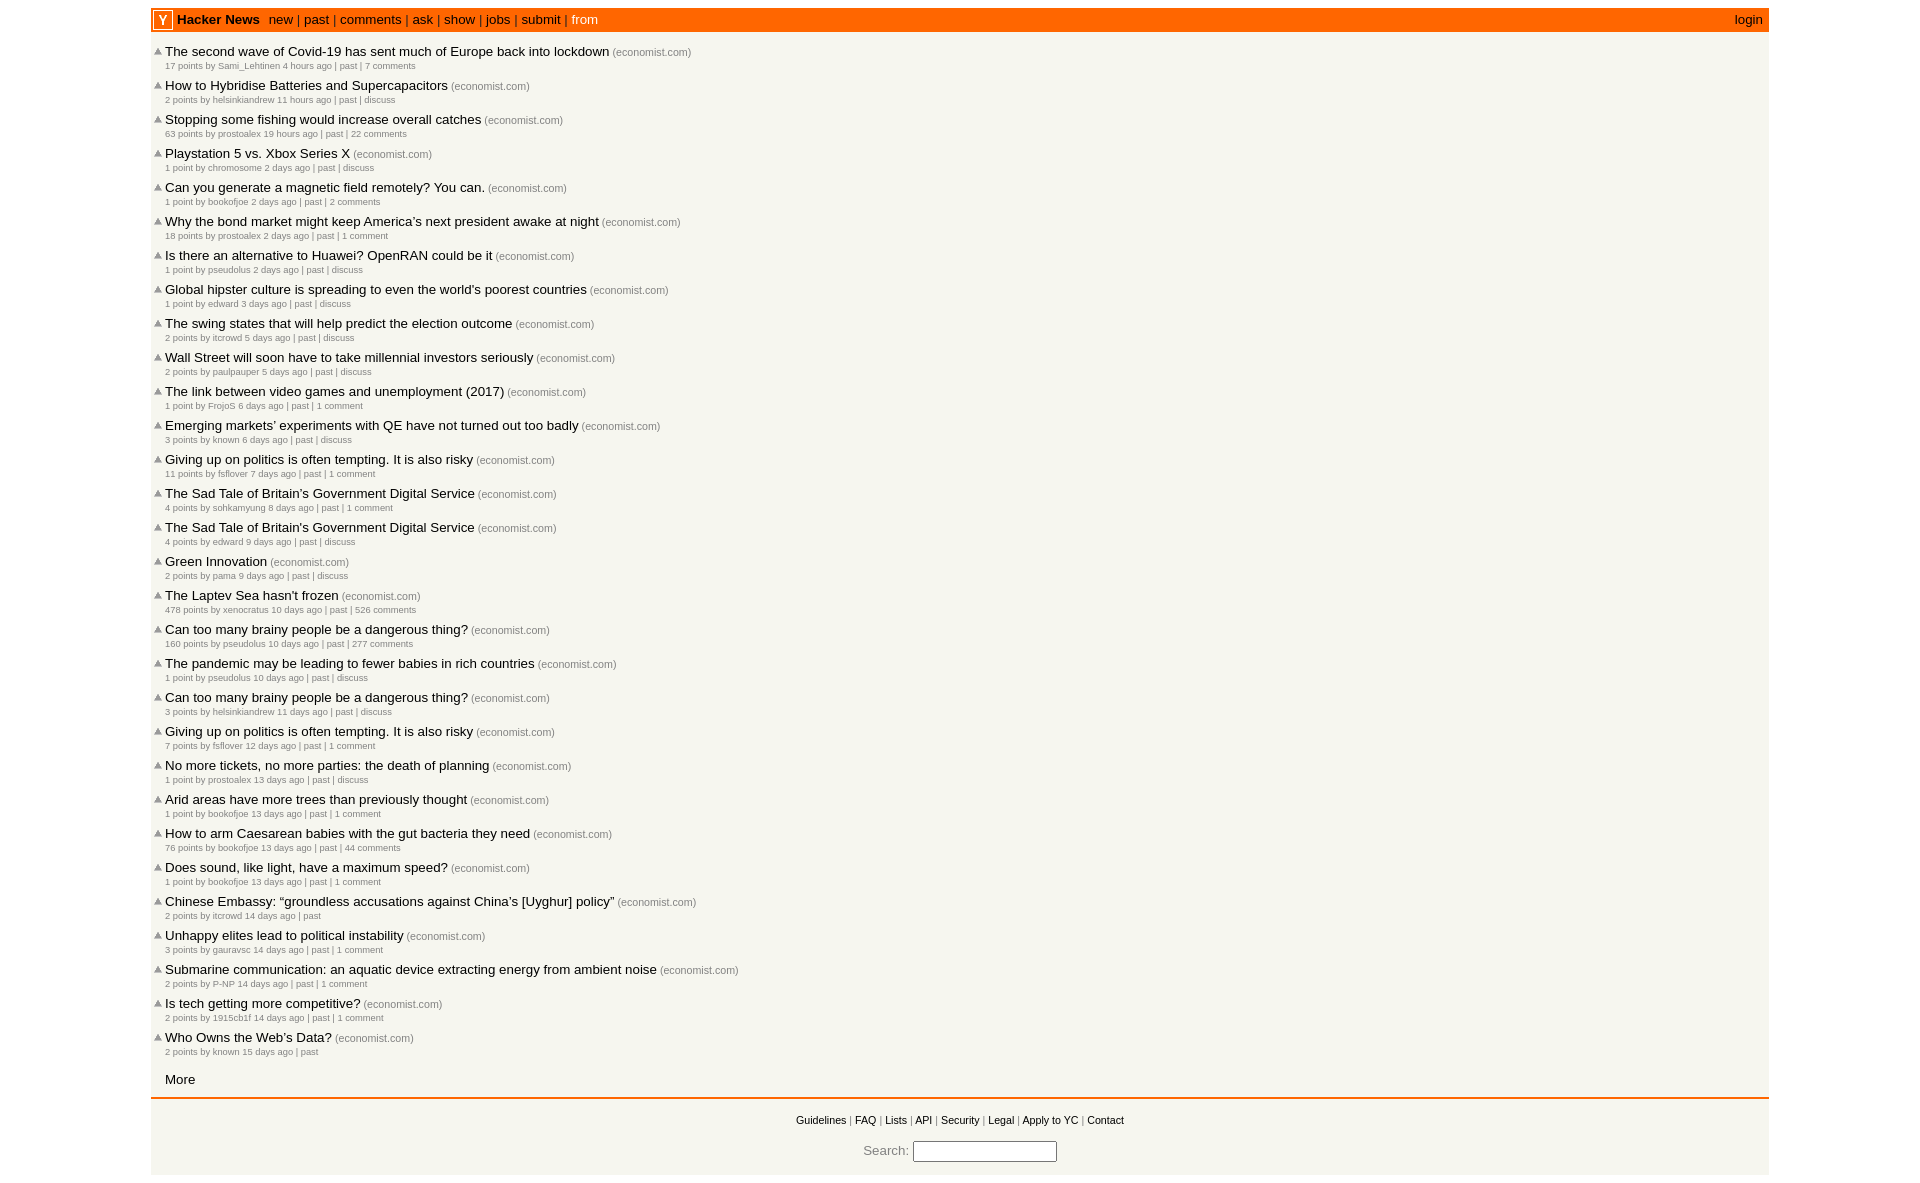 Y Hacker News new | past | comments | ask | show | jobs | submit | from login
The second wave of Covid-19 has sent much of Europe back into lockdown (economist.com)
17 points by Sami_Lehtinen 4 hours ago | past | 7 comments
How to Hybridise Batteries and Supercapacitors (economist.com)
2 points by helsinkiandrew 11 hours ago | past | discuss
Stopping some fishing would increase overall catches (economist.com)
63 points by prostoalex 19 hours ago | past | 22 comments
Playstation 5 vs. Xbox Series X (economist.com)
1 point by chromosome 2 days ago | past | discuss
Can you generate a magnetic field remotely? You can. (economist.com)
1 point by bookofjoe 2 days ago | past | 2 comments
Why the bond market might keep America’s next president awake at night (economist.com)
18 points by prostoalex 2 days ago | past | 1 comment
Is there an alternative to Huawei? OpenRAN could be it (economist.com)
1 point by pseudolus 2 days ago | past | discuss
Global hipster culture is spreading to even the world's poorest countries (economist.com)
1 point by edward 3 days ago | past | discuss
The swing states that will help predict the election outcome (economist.com)
2 points by itcrowd 5 days ago | past | discuss
Wall Street will soon have to take millennial investors seriously (economist.com)
2 points by paulpauper 5 days ago | past | discuss
The link between video games and unemployment (2017) (economist.com)
1 point by FrojoS 6 days ago | past | 1 comment
Emerging markets’ experiments with QE have not turned out too badly (economist.com)
3 points by known 6 days ago | past | discuss
Giving up on politics is often tempting. It is also risky (economist.com)
11 points by fsflover 7 days ago | past | 1 comment
The Sad Tale of Britain’s Government Digital Service (economist.com)
4 points by sohkamyung 8 days ago | past | 1 comment
The Sad Tale of Britain's Government Digital Service (economist.com)
4 points by edward 9 days ago | past | discuss
Green Innovation (economist.com)
2 points by pama 9 days ago | past | discuss
The Laptev Sea hasn't frozen (economist.com)
478 points by xenocratus 10 days ago | past | 526 comments
Can too many brainy people be a dangerous thing? (economist.com)
160 points by pseudolus 10 days ago | past | 277 comments
The pandemic may be leading to fewer babies in rich countries (economist.com)
1 point by pseudolus 10 days ago | past | discuss
Can too many brainy people be a dangerous thing? (economist.com)
3 points by helsinkiandrew 11 days ago | past | discuss
Giving up on politics is often tempting. It is also risky (economist.com)
7 points by fsflover 12 days ago | past | 1 comment
No more tickets, no more parties: the death of planning (economist.com)
1 point by prostoalex 13 days ago | past | discuss
Arid areas have more trees than previously thought (economist.com)
1 point by bookofjoe 13 days ago | past | 1 comment
How to arm Caesarean babies with the gut bacteria they need (economist.com)
76 points by bookofjoe 13 days ago | past | 44 comments
Does sound, like light, have a maximum speed? (economist.com)
1 point by bookofjoe 13 days ago | past | 1 comment
Chinese Embassy: “groundless accusations against China’s [Uyghur] policy” (economist.com)
2 points by itcrowd 14 days ago | past
Unhappy elites lead to political instability (economist.com)
3 points by gauravsc 14 days ago | past | 1 comment
Submarine communication: an aquatic device extracting energy from ambient noise (economist.com)
2 points by P-NP 14 days ago | past | 1 comment
Is tech getting more competitive? (economist.com)
2 points by 1915cb1f 14 days ago | past | 1 comment
Who Owns the Web’s Data? (economist.com)
2 points by known 15 days ago | past
More
Guidelines | FAQ | Lists | API | Security | Legal | Apply to YC | Contact
Search: